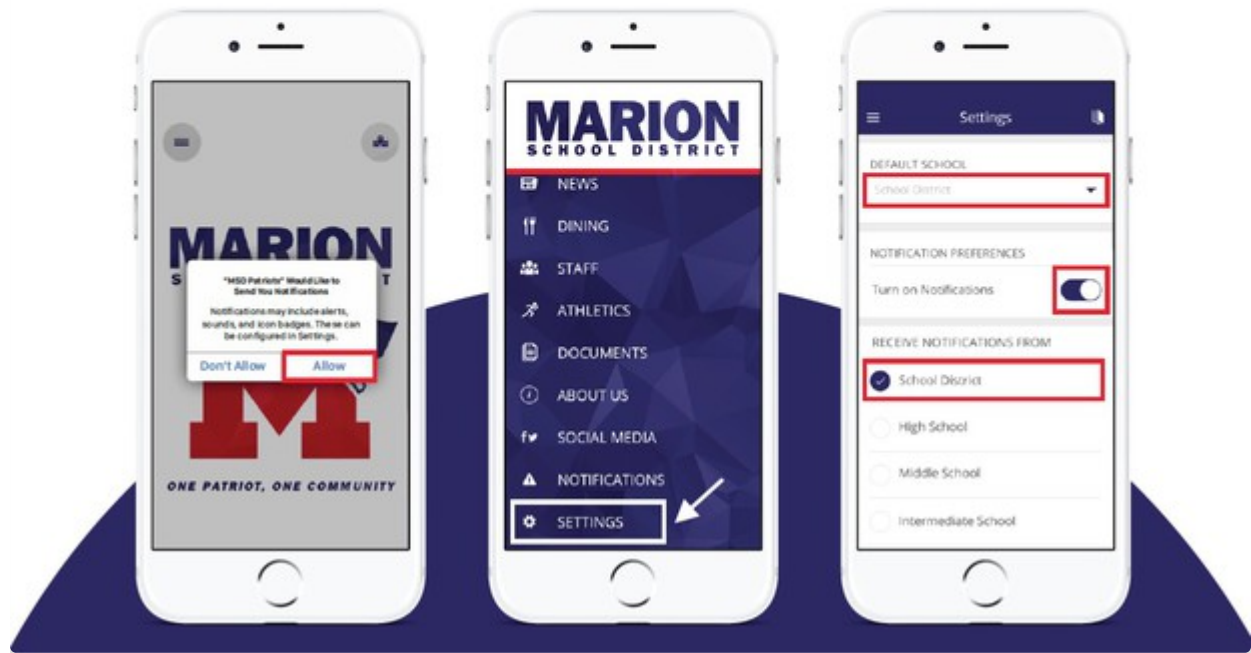 MARION
S T
"MSD Patriots" Would Like to
Send You Notifications
Notifications may include alerts,
sounds, and icon badges. These can
be configured in Settings.
Don't Allow Allow
M
ONE PATRIOT, ONE COMMUNITY
MARION
SCHOOL DISTRICT
NEWS
DINING
STAFF
ATHLETICS
DOCUMENTS
ABOUT US
SOCIAL MEDIA
NOTIFICATIONS
SETTINGS
Settings
DEFAULT SCHOOL
School District
NOTIFICATION PREFERENCES
Turn on Notifications
RECEIVE NOTIFICATIONS FROM
School District
High School
Middle School
Intermediate School